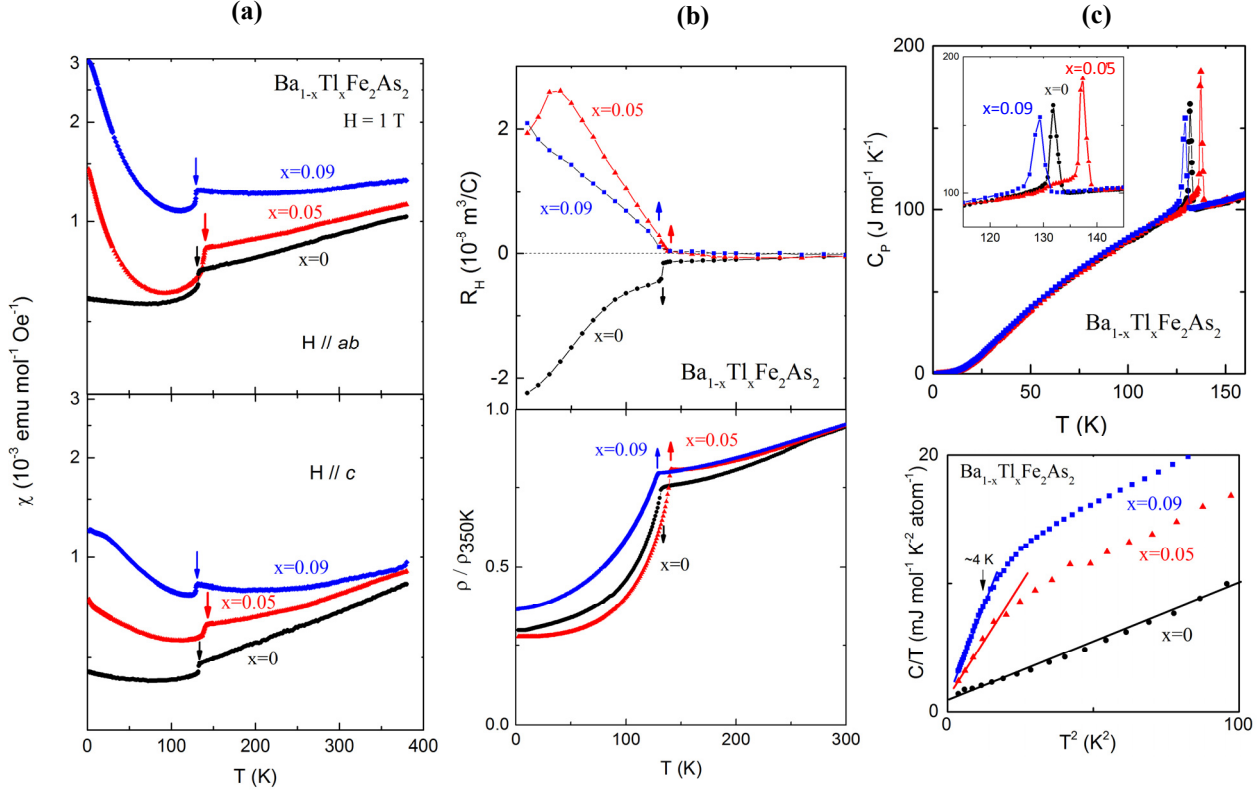 (a)
3
2
1
Ba1-xTlxFe2As2
H = 1 T
x=0.09
x=0.05
x=0
H // ab
3
2
1
H // c
x=0.09
x=0.05
x=0
χ (10⁻³ emu mol⁻¹ Oe⁻¹)
0 100 200 300 400
T (K)
(b)
2
0
-2
x=0.05
x=0.09
x=0
Ba1-xTlxFe2As2
RH (10⁻³ m³/C)
1.0
0.5
0.0
x=0.09
x=0.05
x=0
ρ / ρ350K
0 100 200 300
T (K)
(c)
200
100
0
200
100
x=0.05
x=0
x=0.09
120 130 140
Ba1-xTlxFe2As2
CP (J mol⁻¹ K⁻¹)
0 25 50 75 100 125 150
T (K)
20
10
0
Ba1-xTlxFe2As2
x=0.09
~4 K
x=0.05
x=0
C/T (mJ mol⁻¹ K⁻² atom⁻¹)
0 50 100
T² (K²)